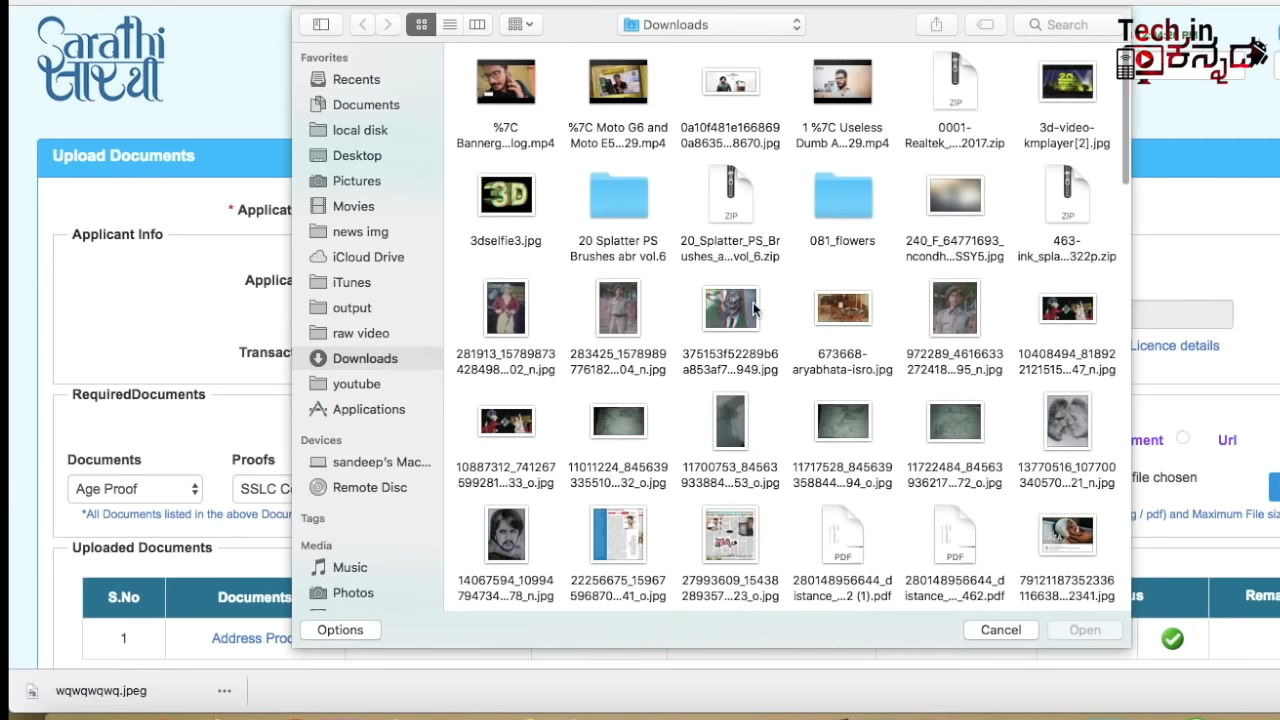 Sarathi
सारथी
Downloads
Search
Tech in
ಕನ್ನಡ
Upload Documents
* Applicat
Applicant Info
Applica
Transact
Licence details
RequiredDocuments
Documents
Proofs
Age Proof
SSLC Ce
*All Documents listed in the above Docum
ment
Url
file chosen
g / pdf) and Maximum File siz
Uploaded Documents
S.No
Documents
us
Rema
1
Address Proo
Favorites
Recents
Documents
local disk
Desktop
Pictures
Movies
news img
iCloud Drive
iTunes
output
raw video
Downloads
youtube
Applications
Devices
sandeep's Mac...
Remote Disc
Tags
Media
Music
Photos
%7C
Bannerg...log.mp4
%7C Moto G6 and
Moto E5...29.mp4
0a10f481e166869
0a8635...8670.jpg
1 %7C Useless
Dumb A...29.mp4
ZIP
0001-
Realtek_...2017.zip
3d-video-
kmplayer[2].jpg
3D
3dselfie3.jpg
20 Splatter PS
Brushes abr vol.6
ZIP
20_Splatter_PS_Br
ushes_a...vol_6.zip
081_flowers
240_F_64771693_
ncondh...SSY5.jpg
ZIP
463-
ink_spla...322p.zip
281913_15789873
428498...02_n.jpg
283425_1578989
776182...04_n.jpg
375153f52289b6
a853af7...949.jpg
673668-
aryabhata-isro.jpg
972289_4616633
272418...95_n.jpg
10408494_81892
2121515...47_n.jpg
10887312_741267
599281...33_o.jpg
11011224_845639
335510...32_o.jpg
11700753_84563
933884...53_o.jpg
11717528_845639
358844...94_o.jpg
11722484_84563
936217...72_o.jpg
13770516_107700
340570...21_n.jpg
14067594_10994
794734...78_n.jpg
22256675_15967
596870...41_o.jpg
27993609_15438
289357...23_o.jpg
PDF
280148956644_d
istance_...2 (1).pdf
PDF
280148956644_d
istance_..._462.pdf
79121187352336
116638...2341.jpg
Options
Cancel
Open
wqwqwqwq.jpeg